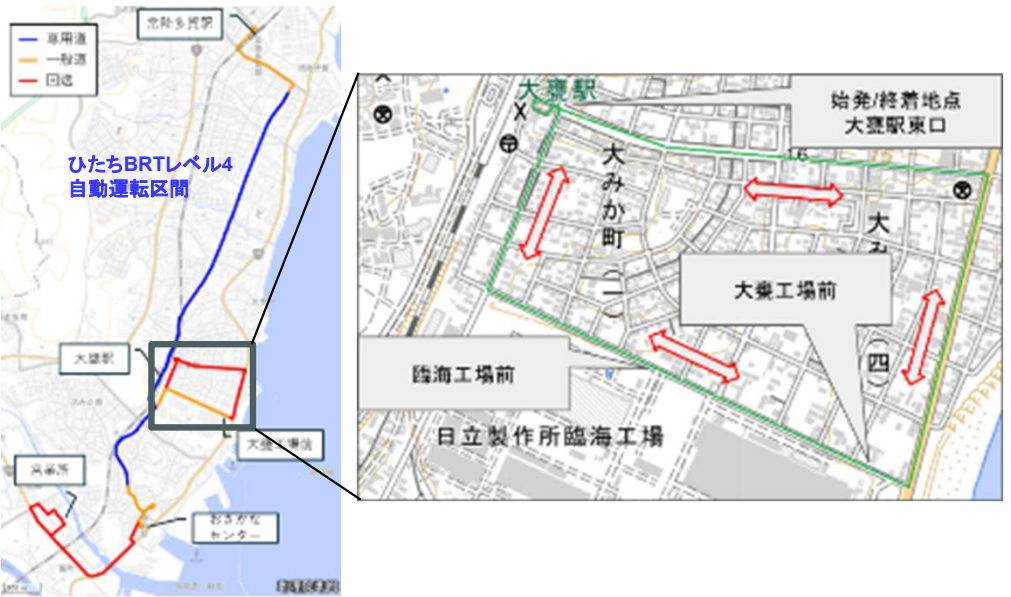 常陸多賀駅
専用道
一般道
回送
ひたちBRTレベル4
自動運転区間
大甕駅
大甕工場前
営業所
おさかな
センター
大甕駅
始発/終着地点
大甕駅東口
大みか町(二)
大み
(四)
大甕工場前
臨海工場前
日立製作所臨海工場